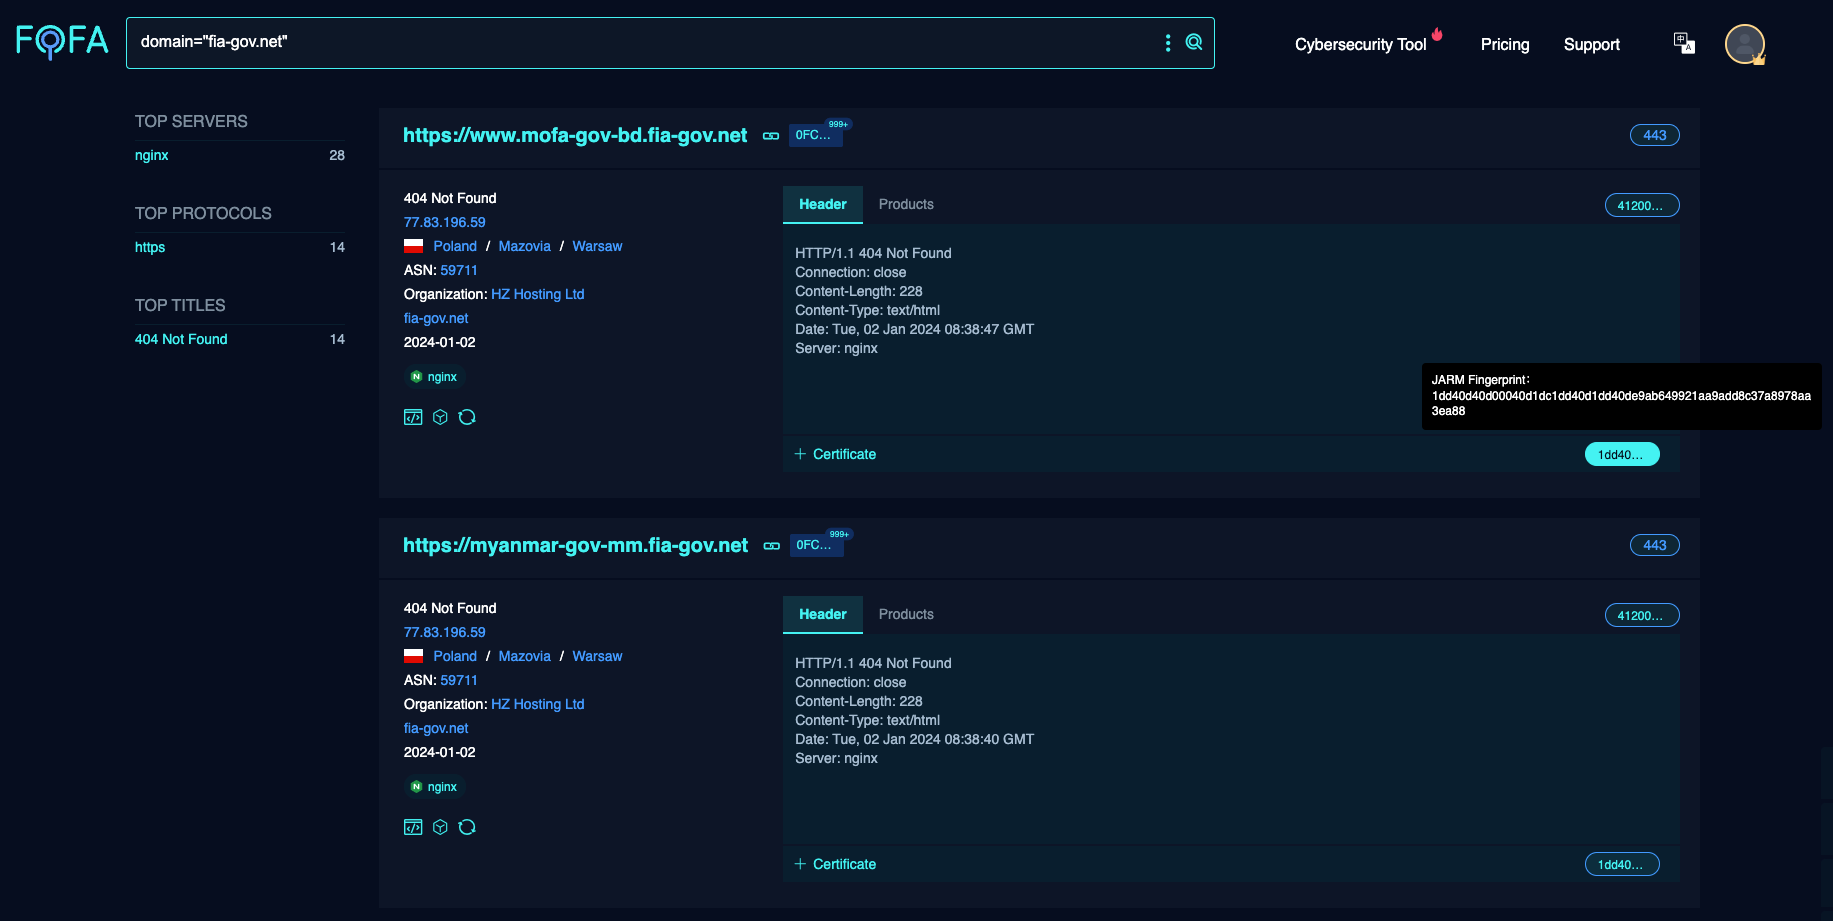 FOFA
domain="fia-gov.net"
Cybersecurity Tool
Pricing
Support
中 A
TOP SERVERS
nginx 28
TOP PROTOCOLS
https 14
TOP TITLES
404 Not Found 14
https://www.mofa-gov-bd.fia-gov.net 0FC... 999+ 443
404 Not Found
77.83.196.59
Poland / Mazovia / Warsaw
ASN: 59711
Organization: HZ Hosting Ltd
fia-gov.net
2024-01-02
N nginx
Header Products 41200...
HTTP/1.1 404 Not Found
Connection: close
Content-Length: 228
Content-Type: text/html
Date: Tue, 02 Jan 2024 08:38:47 GMT
Server: nginx
JARM Fingerprint:
1dd40d40d00040d1dc1dd40d1dd40de9ab649921aa9add8c37a8978aa
3ea88
+ Certificate 1dd40...
https://myanmar-gov-mm.fia-gov.net 0FC... 999+ 443
404 Not Found
77.83.196.59
Poland / Mazovia / Warsaw
ASN: 59711
Organization: HZ Hosting Ltd
fia-gov.net
2024-01-02
N nginx
Header Products 41200...
HTTP/1.1 404 Not Found
Connection: close
Content-Length: 228
Content-Type: text/html
Date: Tue, 02 Jan 2024 08:38:40 GMT
Server: nginx
+ Certificate 1dd40...